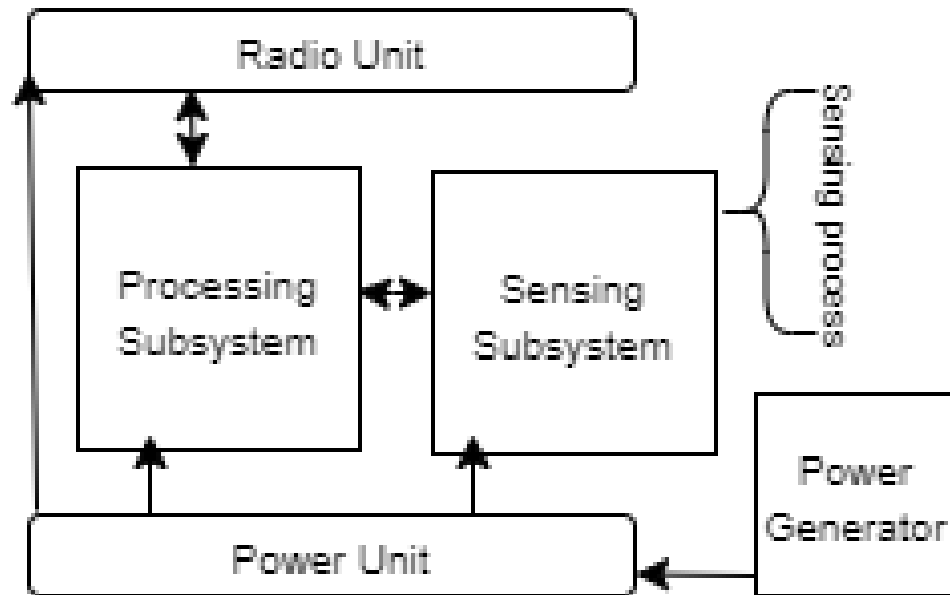 Radio Unit
Sensing process
Processing
Subsystem
Sensing
Subsystem
Power
Generator
Power Unit